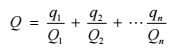 Q = q₁/Q₁ + q₂/Q₂ + ⋯ qₙ/Qₙ